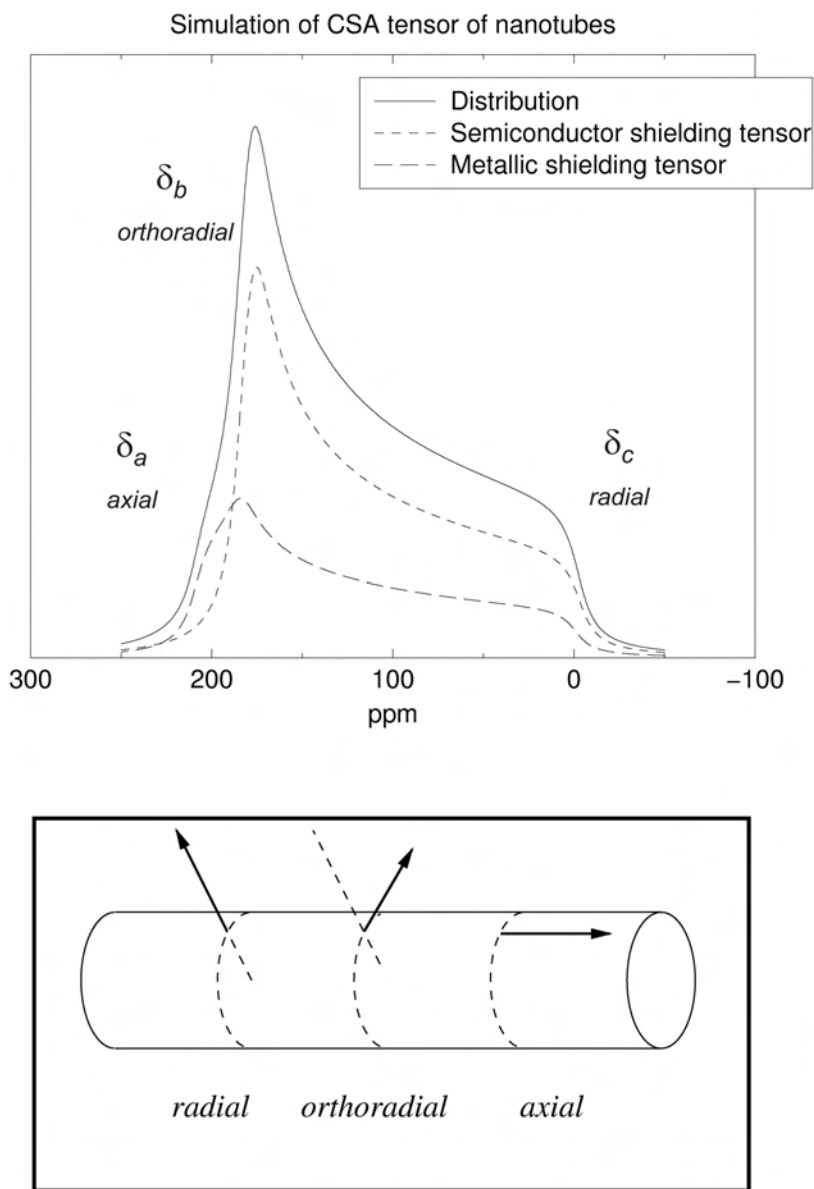 Simulation of CSA tensor of nanotubes
Distribution
Semiconductor shielding tensor
Metallic shielding tensor
δb
orthoradial
δa
axial
δc
radial
300 200 100 0 −100
ppm
radial orthoradial axial